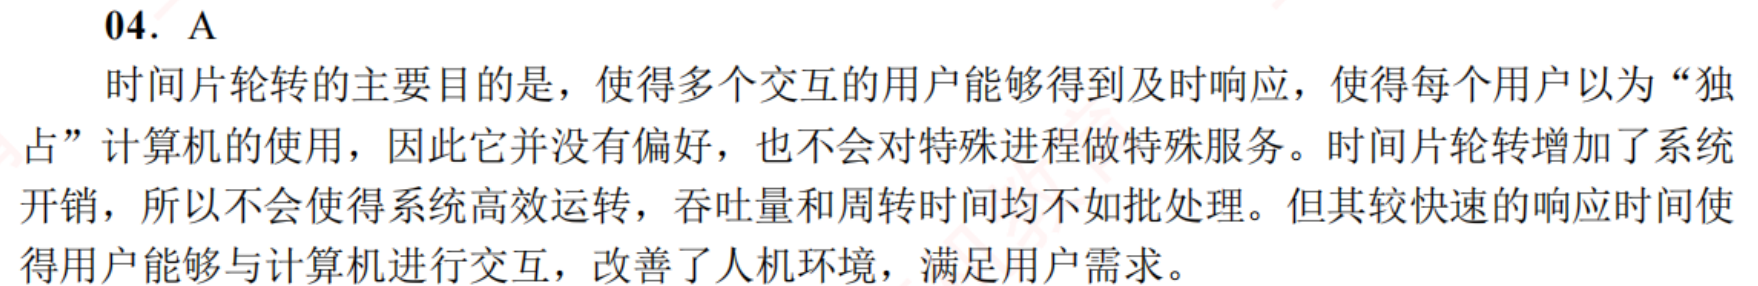 04. A
时间片轮转的主要目的是，使得多个交互的用户能够得到及时响应，使得每个用户以为“独
占”计算机的使用，因此它并没有偏好，也不会对特殊进程做特殊服务。时间片轮转增加了系统
开销，所以不会使得系统高效运转，吞吐量和周转时间均不如批处理。但其较快速的响应时间使
得用户能够与计算机进行交互，改善了人机环境，满足用户需求。